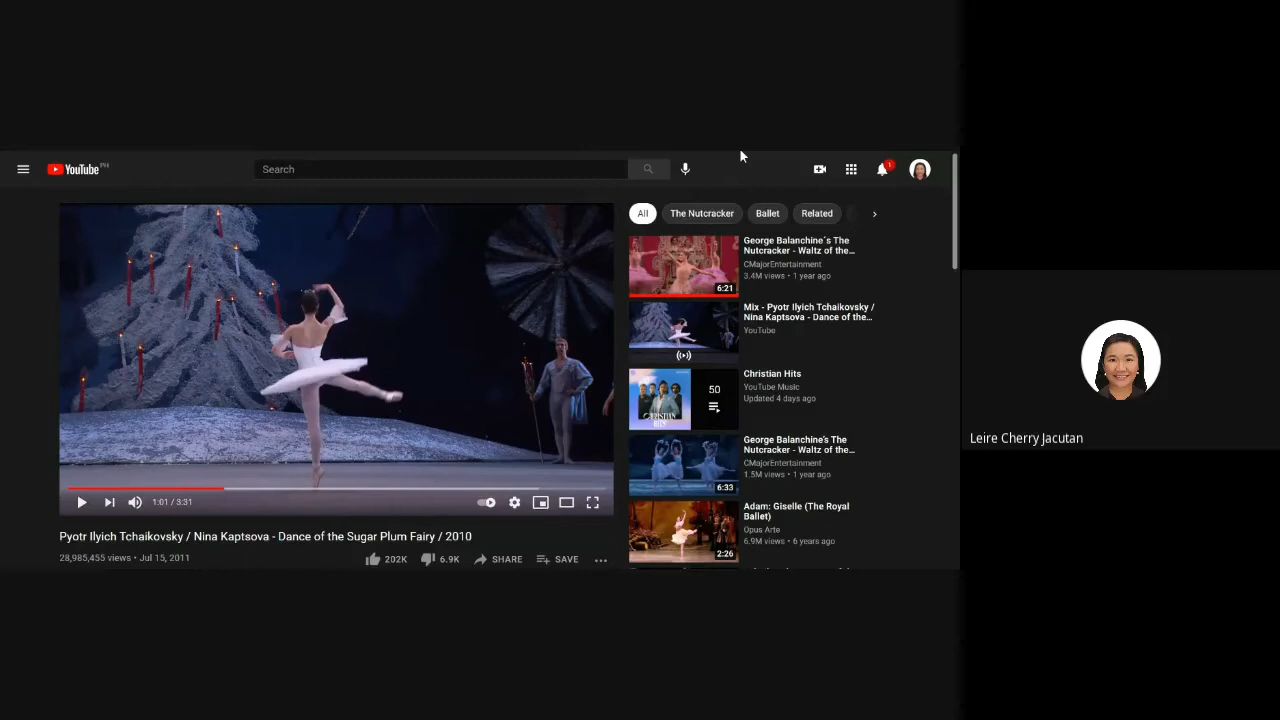 YouTube PH
Search
1
All
The Nutcracker
Ballet
Related
George Balanchine´s The
Nutcracker - Waltz of the...
CMajorEntertainment
3.4M views • 1 year ago
6:21
Mix - Pyotr Ilyich Tchaikovsky /
Nina Kaptsova - Dance of the...
YouTube
Christian Hits
YouTube Music
Updated 4 days ago
50
CHRISTIAN
HITS
George Balanchine's The
Nutcracker - Waltz of the...
CMajorEntertainment
1.5M views • 1 year ago
6:33
Adam: Giselle (The Royal
Ballet)
Opus Arte
6.9M views • 6 years ago
2:26
1:01 / 3:31
Pyotr Ilyich Tchaikovsky / Nina Kaptsova - Dance of the Sugar Plum Fairy / 2010
28,985,455 views • Jul 15, 2011
202K
6.9K
SHARE
SAVE
Leire Cherry Jacutan